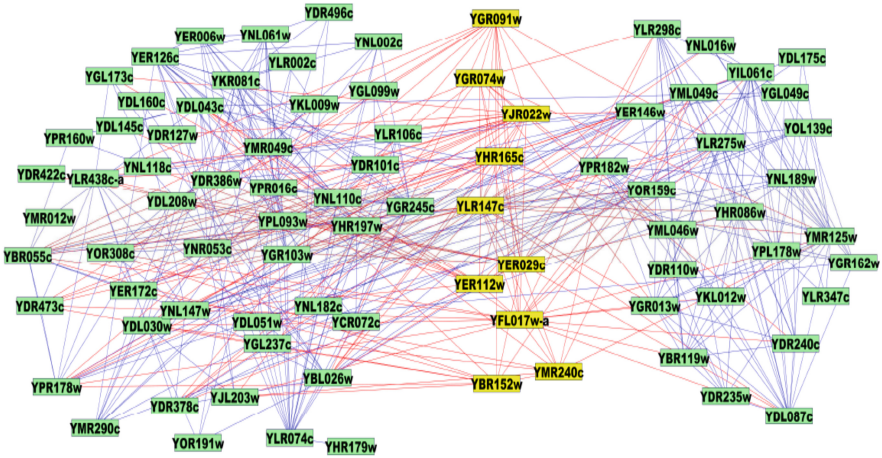 YDR496c
YGR091w
YER006w
YNL061w
YLR298c
YNL002c
YNL016w
YER126c
YLR002c
YDL175c
YGL173c
YKR081c
YGR074w
YIL061c
YGL099w
YML049c
YGL049c
YDL160c
YDL043c
YKL009w
YJR022w
YER146w
YDL145c
YDR127w
YLR106c
YOL139c
YPR160w
YMR049c
YLR275w
YHR165c
YNL118c
YDR101c
YPR182w
YDR422c
YLR438c-a
YDR386w
YNL189w
YPR016c
YOR159c
YDL208w
YNL110c
YGR245c
YLR147c
YHR086w
YMR012w
YPL093w
YHR197w
YML046w
YMR125w
YBR055c
YOR308c
YNR053c
YGR103w
YPL178w
YER029c
YGR162w
YDR110w
YER112w
YER172c
YKL012w
YLR347c
YDR473c
YNL147w
YNL182c
YGR013w
YDL030w
YDL051w
YCR072c
YFL017w-a
YGL237c
YDR240c
YBR119w
YMR240c
YBL026w
YPR178w
YBR152w
YJL203w
YDR235w
YDR378c
YDL087c
YMR290c
YOR191w
YLR074c
YHR179w